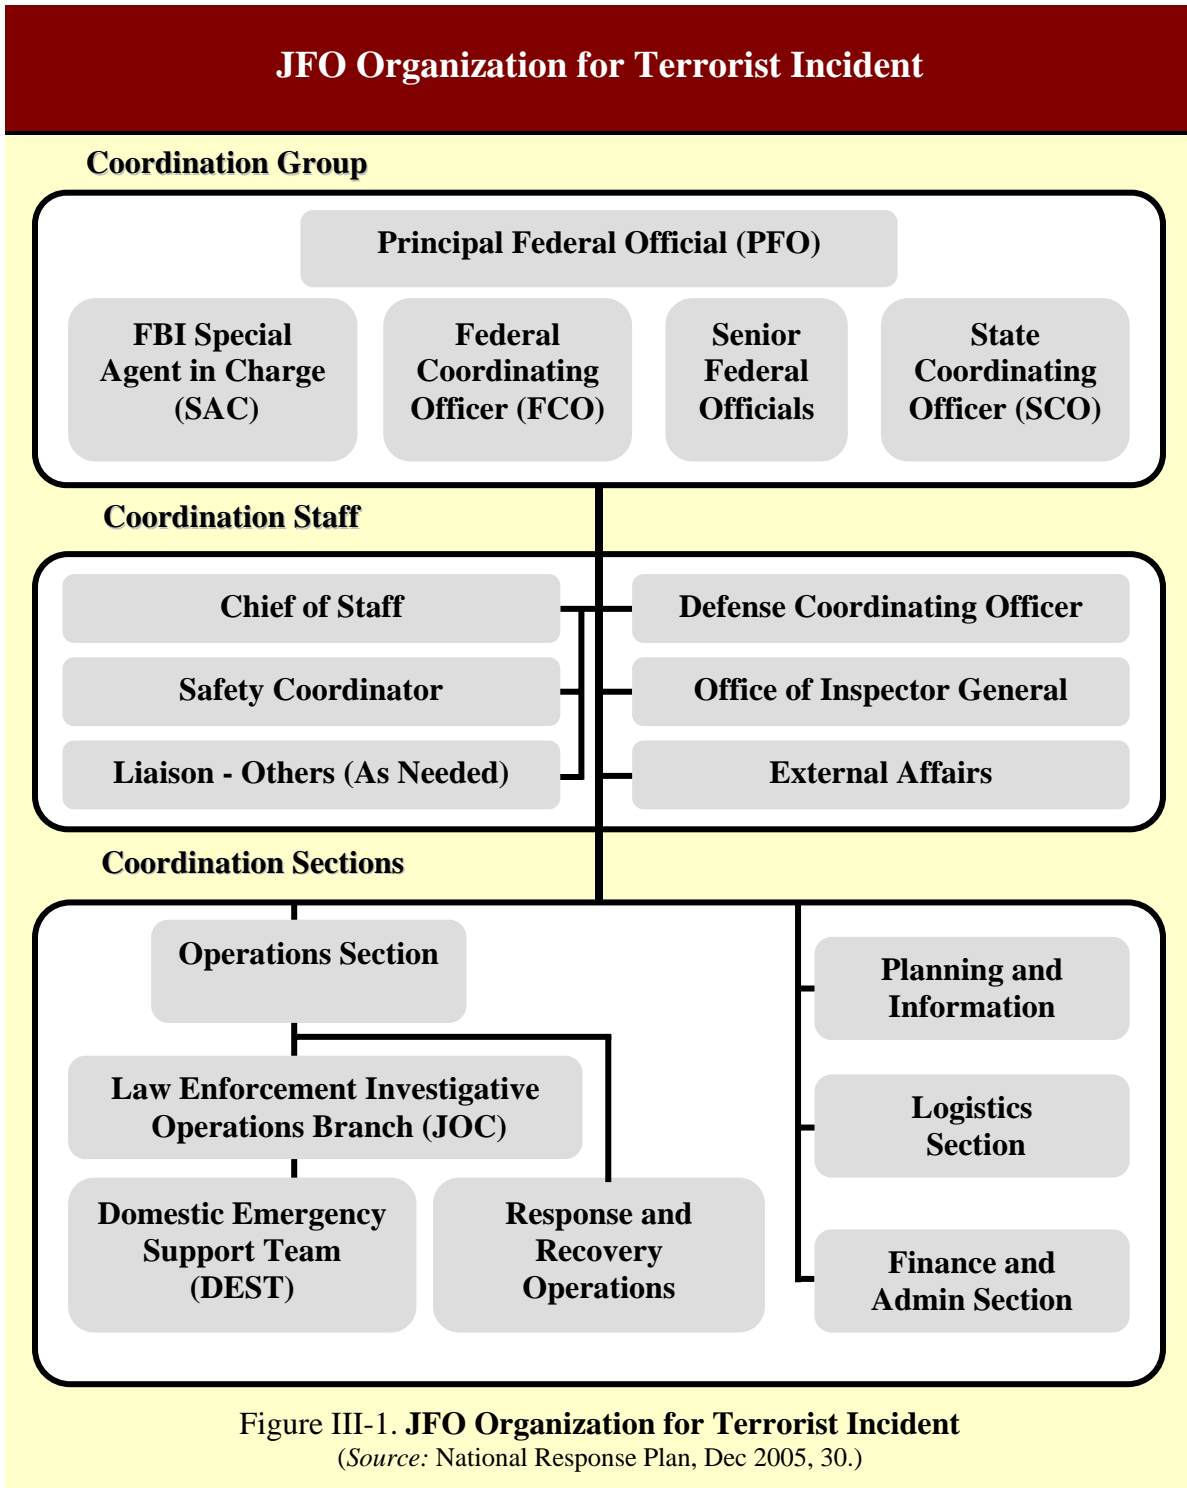 JFO Organization for Terrorist Incident
Coordination Group
Principal Federal Official (PFO)
FBI Special
Agent in Charge
(SAC)
Federal
Coordinating
Officer (FCO)
Senior
Federal
Officials
State
Coordinating
Officer (SCO)
Coordination Staff
Chief of Staff
Defense Coordinating Officer
Safety Coordinator
Office of Inspector General
Liaison - Others (As Needed)
External Affairs
Coordination Sections
Operations Section
Law Enforcement Investigative
Operations Branch (JOC)
Domestic Emergency
Support Team
(DEST)
Response and
Recovery
Operations
Planning and
Information
Logistics
Section
Finance and
Admin Section
Figure III-1. JFO Organization for Terrorist Incident
(Source: National Response Plan, Dec 2005, 30.)